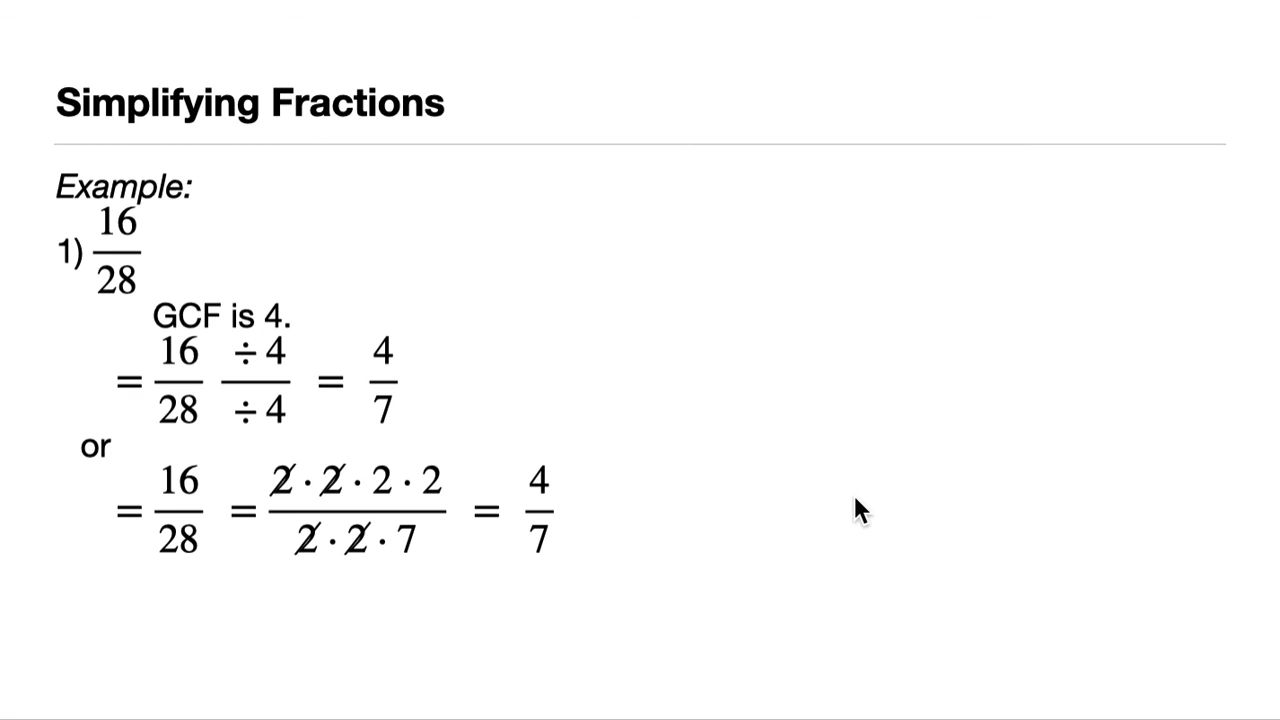 Simplifying Fractions
Example:
1) 16/28
GCF is 4.
= 16/28 ÷4/÷4 = 4/7
or
= 16/28 = 2̸ · 2̸ · 2 · 2 / 2̸ · 2̸ · 7 = 4/7